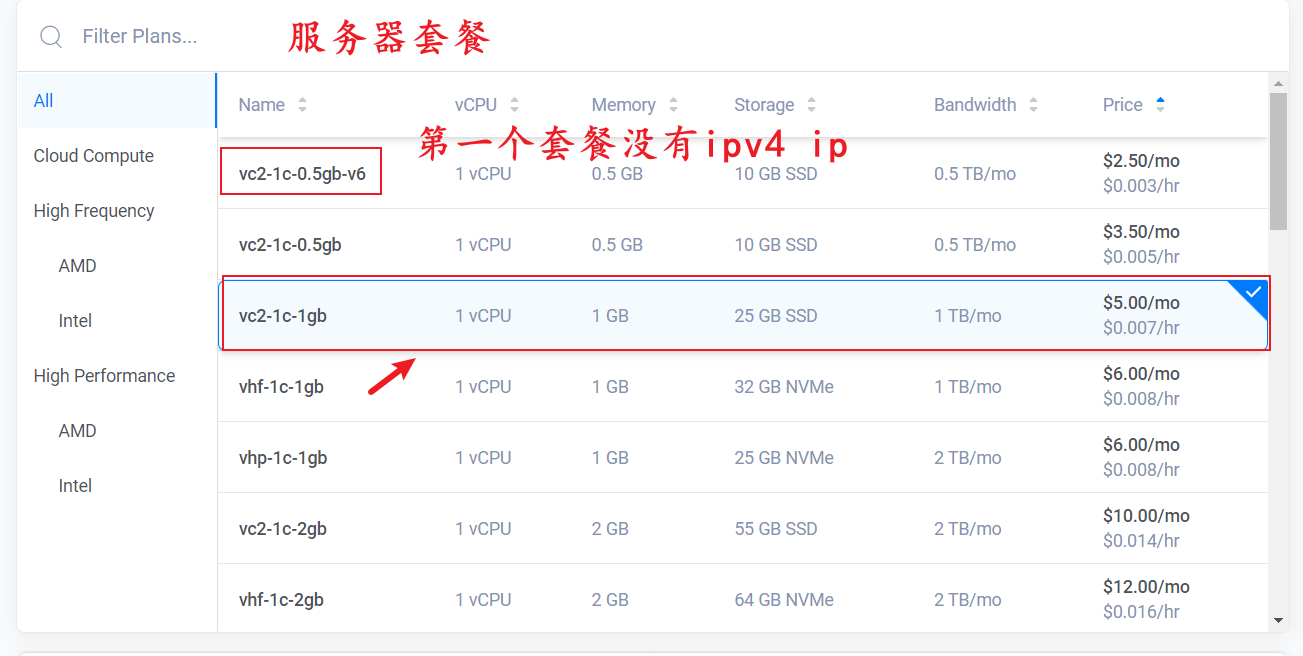 Filter Plans...
服务器套餐
All
Cloud Compute
High Frequency
AMD
Intel
High Performance
AMD
Intel
Name vCPU Memory Storage Bandwidth Price
第一个套餐没有ipv4 ip
vc2-1c-0.5gb-v6 1 vCPU 0.5 GB 10 GB SSD 0.5 TB/mo $2.50/mo
$0.003/hr
vc2-1c-0.5gb 1 vCPU 0.5 GB 10 GB SSD 0.5 TB/mo $3.50/mo
$0.005/hr
vc2-1c-1gb 1 vCPU 1 GB 25 GB SSD 1 TB/mo $5.00/mo
$0.007/hr
vhf-1c-1gb 1 vCPU 1 GB 32 GB NVMe 1 TB/mo $6.00/mo
$0.008/hr
vhp-1c-1gb 1 vCPU 1 GB 25 GB NVMe 2 TB/mo $6.00/mo
$0.008/hr
vc2-1c-2gb 1 vCPU 2 GB 55 GB SSD 2 TB/mo $10.00/mo
$0.014/hr
vhf-1c-2gb 1 vCPU 2 GB 64 GB NVMe 2 TB/mo $12.00/mo
$0.016/hr